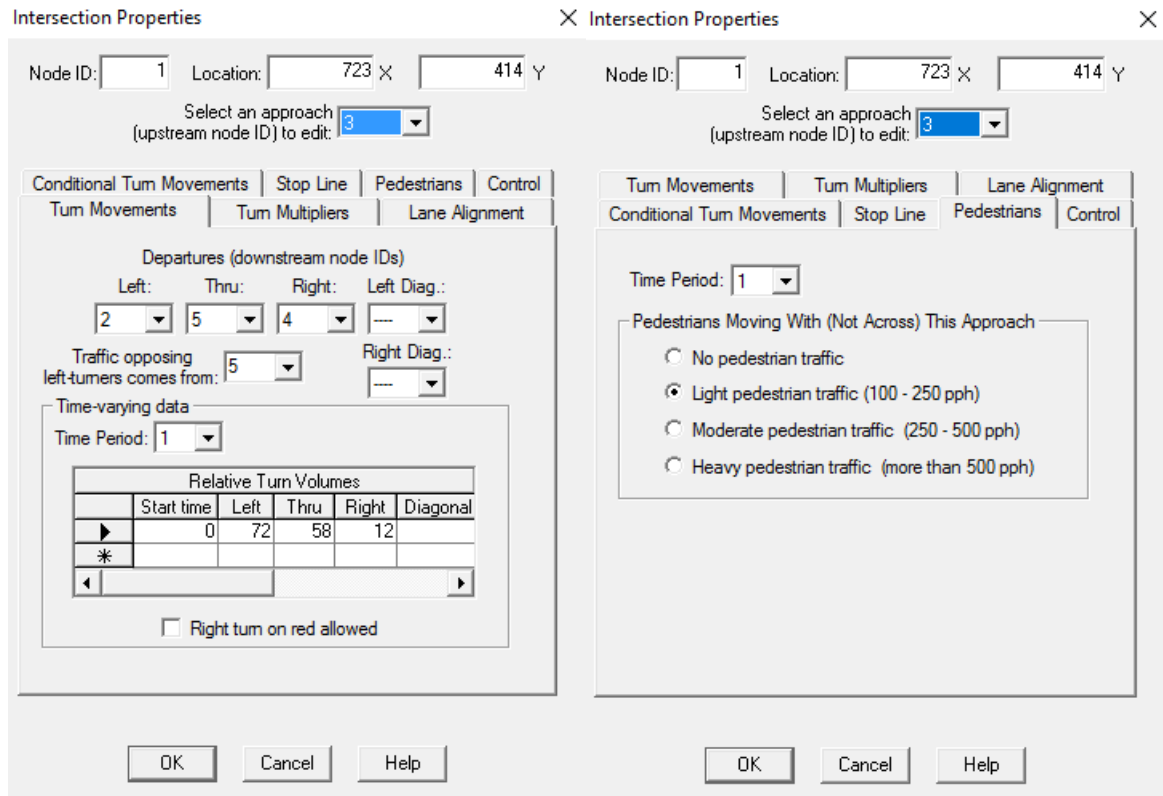 Intersection Properties
Node ID: 1 Location: 723 X 414 Y
Select an approach
(upstream node ID) to edit: 3
Conditional Turn Movements Stop Line Pedestrians Control
Turn Movements Turn Multipliers Lane Alignment
Departures (downstream node IDs)
Left: Thru: Right: Left Diag.:
2 5 4 ----
Traffic opposing
left-turners comes from: 5
Right Diag.:
----
Time-varying data
Time Period: 1
Relative Turn Volumes
Start time Left Thru Right Diagonal
0 72 58 12
Right turn on red allowed
OK Cancel Help
Intersection Properties
Node ID: 1 Location: 723 X 414 Y
Select an approach
(upstream node ID) to edit: 3
Turn Movements Turn Multipliers Lane Alignment
Conditional Turn Movements Stop Line Pedestrians Control
Time Period: 1
Pedestrians Moving With (Not Across) This Approach
No pedestrian traffic
Light pedestrian traffic (100 - 250 pph)
Moderate pedestrian traffic (250 - 500 pph)
Heavy pedestrian traffic (more than 500 pph)
OK Cancel Help